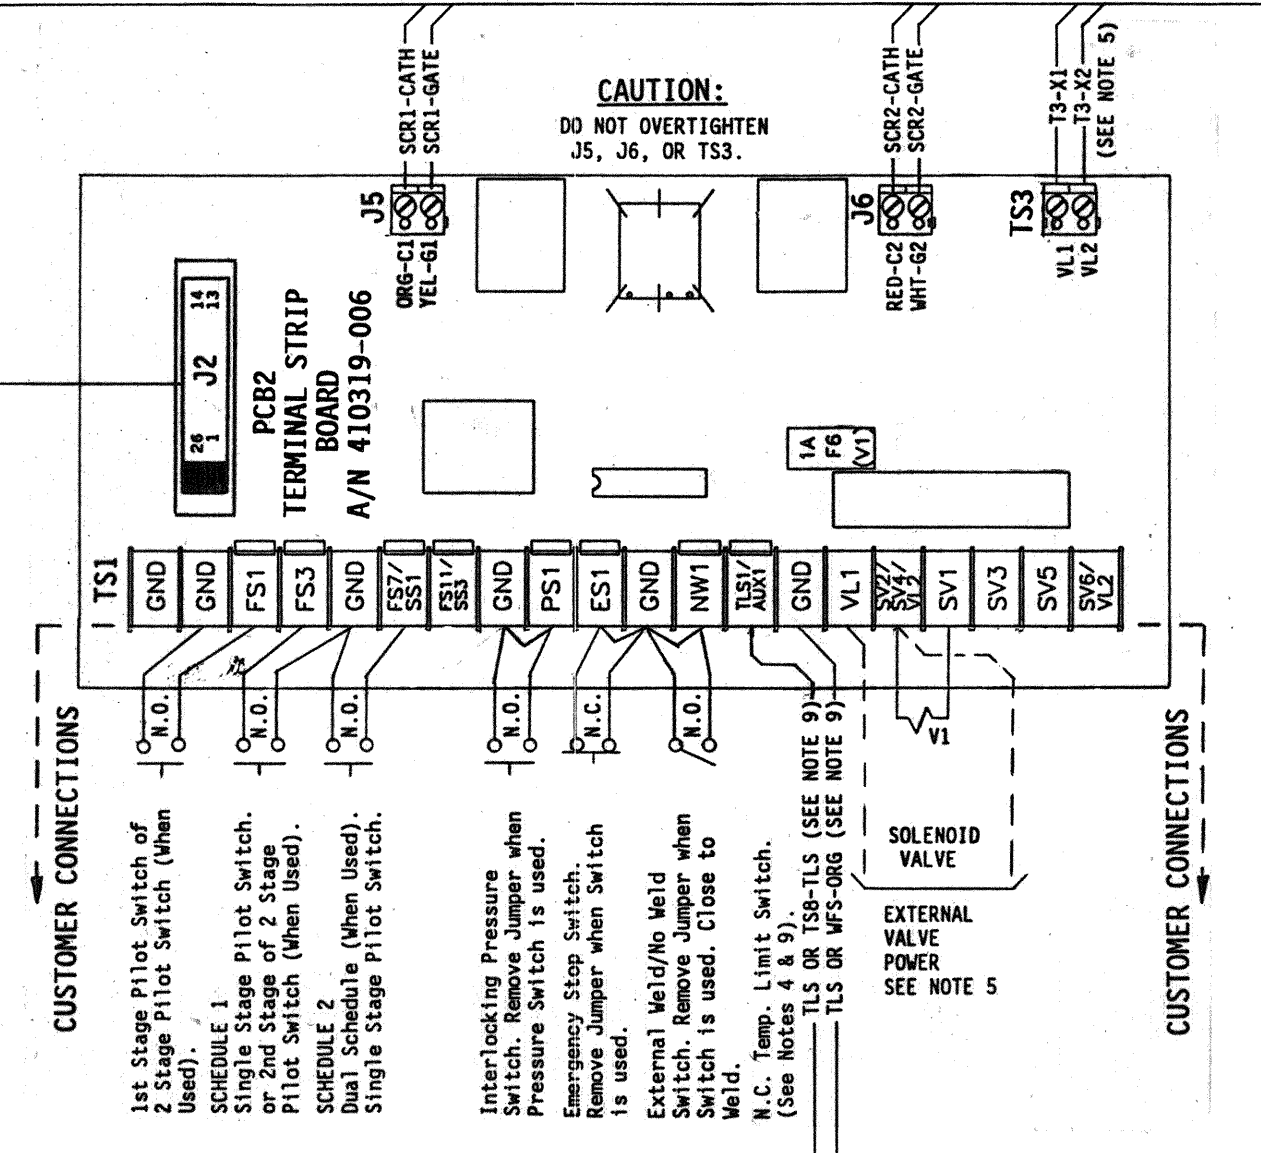 SCR1-CATH
SCR1-GATE
CAUTION:
DO NOT OVERTIGHTEN
J5, J6, OR TS3.
SCR2-CATH
SCR2-GATE
T3-X1
T3-X2
(SEE NOTE 5)
J5
ORG-C1
YEL-G1
J6
RED-C2
WHT-G2
TS3
VL1
VL2
14
13
J2
26
1
PCB2
TERMINAL STRIP
BOARD
A/N 410319-006
1A
F6
(V1)
TS1
GND
GND
FS1
FS3
GND
FS7/
SS1
FS11/
SS3
GND
PS1
ES1
GND
NW1
TLS1/
AUX1
GND
VL1
SV2/
SV4/
VL2
SV1
SV3
SV5
SV6/
VL2
N.O.
N.O.
N.O.
N.O.
N.C.
N.O.
V1
CUSTOMER CONNECTIONS
1st Stage Pilot Switch of
2 Stage Pilot Switch (When
Used).
SCHEDULE 1
Single Stage Pilot Switch.
or 2nd Stage of 2 Stage
Pilot Switch (When Used).
SCHEDULE 2
Dual Schedule (When Used).
Single Stage Pilot Switch.
Interlocking Pressure
Switch. Remove Jumper when
Pressure Switch is used.
Emergency Stop Switch.
Remove Jumper when Switch
is used.
External Weld/No Weld
Switch. Remove Jumper when
Switch is used. Close to
Weld.
N.C. Temp. Limit Switch.
(See Notes 4 & 9).
TLS OR TS8-TLS (SEE NOTE 9)
TLS OR WFS-ORG (SEE NOTE 9)
SOLENOID
VALVE
EXTERNAL
VALVE
POWER
SEE NOTE 5
CUSTOMER CONNECTIONS